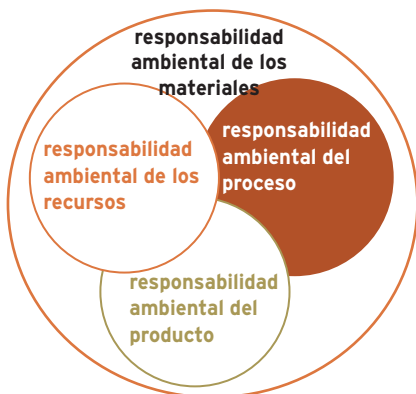 responsabilidad
ambiental de los
materiales
responsabilidad
ambiental de los
recursos
responsabilidad
ambiental del
proceso
responsabilidad
ambiental del
producto